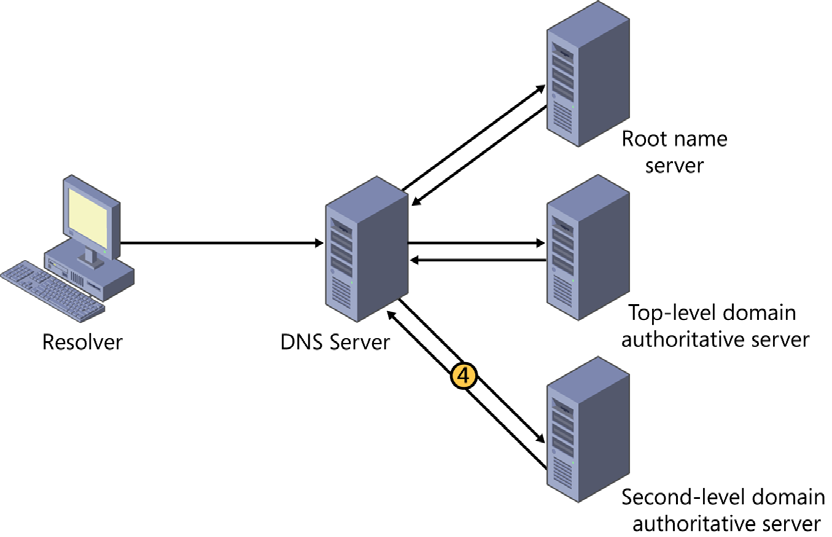 Root name
server
Resolver
DNS Server
Top-level domain
authoritative server
4
Second-level domain
authoritative server